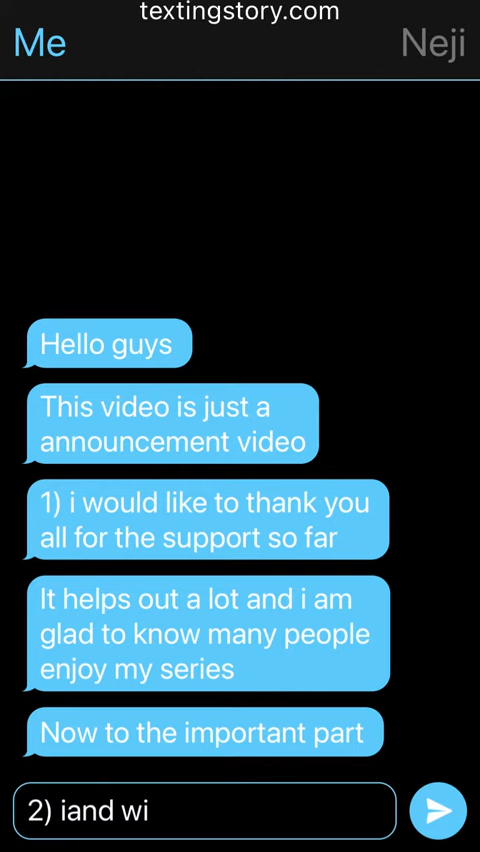 textingstory.com
Me
Neji
Hello guys
This video is just a
announcement video
1) i would like to thank you
all for the support so far
It helps out a lot and i am
glad to know many people
enjoy my series
Now to the important part
2) iand wi